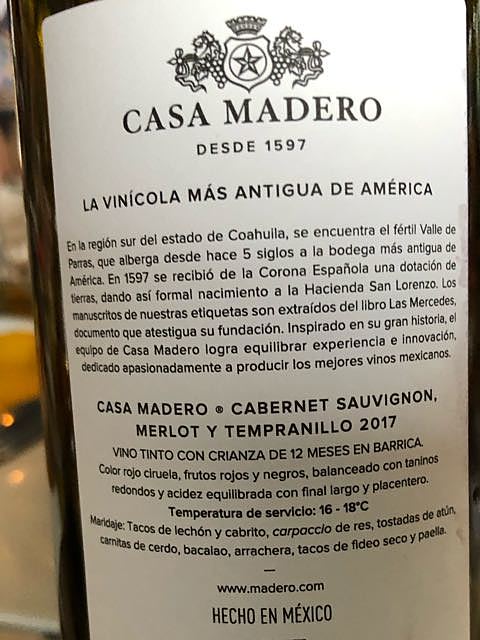 CASA MADERO
DESDE 1597
LA VINÍCOLA MÁS ANTIGUA DE AMÉRICA
En la región sur del estado de Coahuila, se encuentra el fértil Valle de
Parras, que alberga desde hace 5 siglos a la bodega más antigua de
América. En 1597 se recibió de la Corona Española una dotación de
tierras, dando así formal nacimiento a la Hacienda San Lorenzo. Los
manuscritos de nuestras etiquetas son extraídos del libro Las Mercedes,
documento que atestigua su fundación. Inspirado en su gran historia, el
equipo de Casa Madero logra equilibrar experiencia e innovación,
dedicado apasionadamente a producir los mejores vinos mexicanos.
CASA MADERO ® CABERNET SAUVIGNON,
MERLOT Y TEMPRANILLO 2017
VINO TINTO CON CRIANZA DE 12 MESES EN BARRICA.
Color rojo ciruela, frutos rojos y negros, balanceado con taninos
redondos y acidez equilibrada con final largo y placentero.
Temperatura de servicio: 16 - 18°C
Maridaje: Tacos de lechón y cabrito, carpaccio de res, tostadas de atún,
carnitas de cerdo, bacalao, arrachera, tacos de fideo seco y paella.
—
www.madero.com
HECHO EN MÉXICO